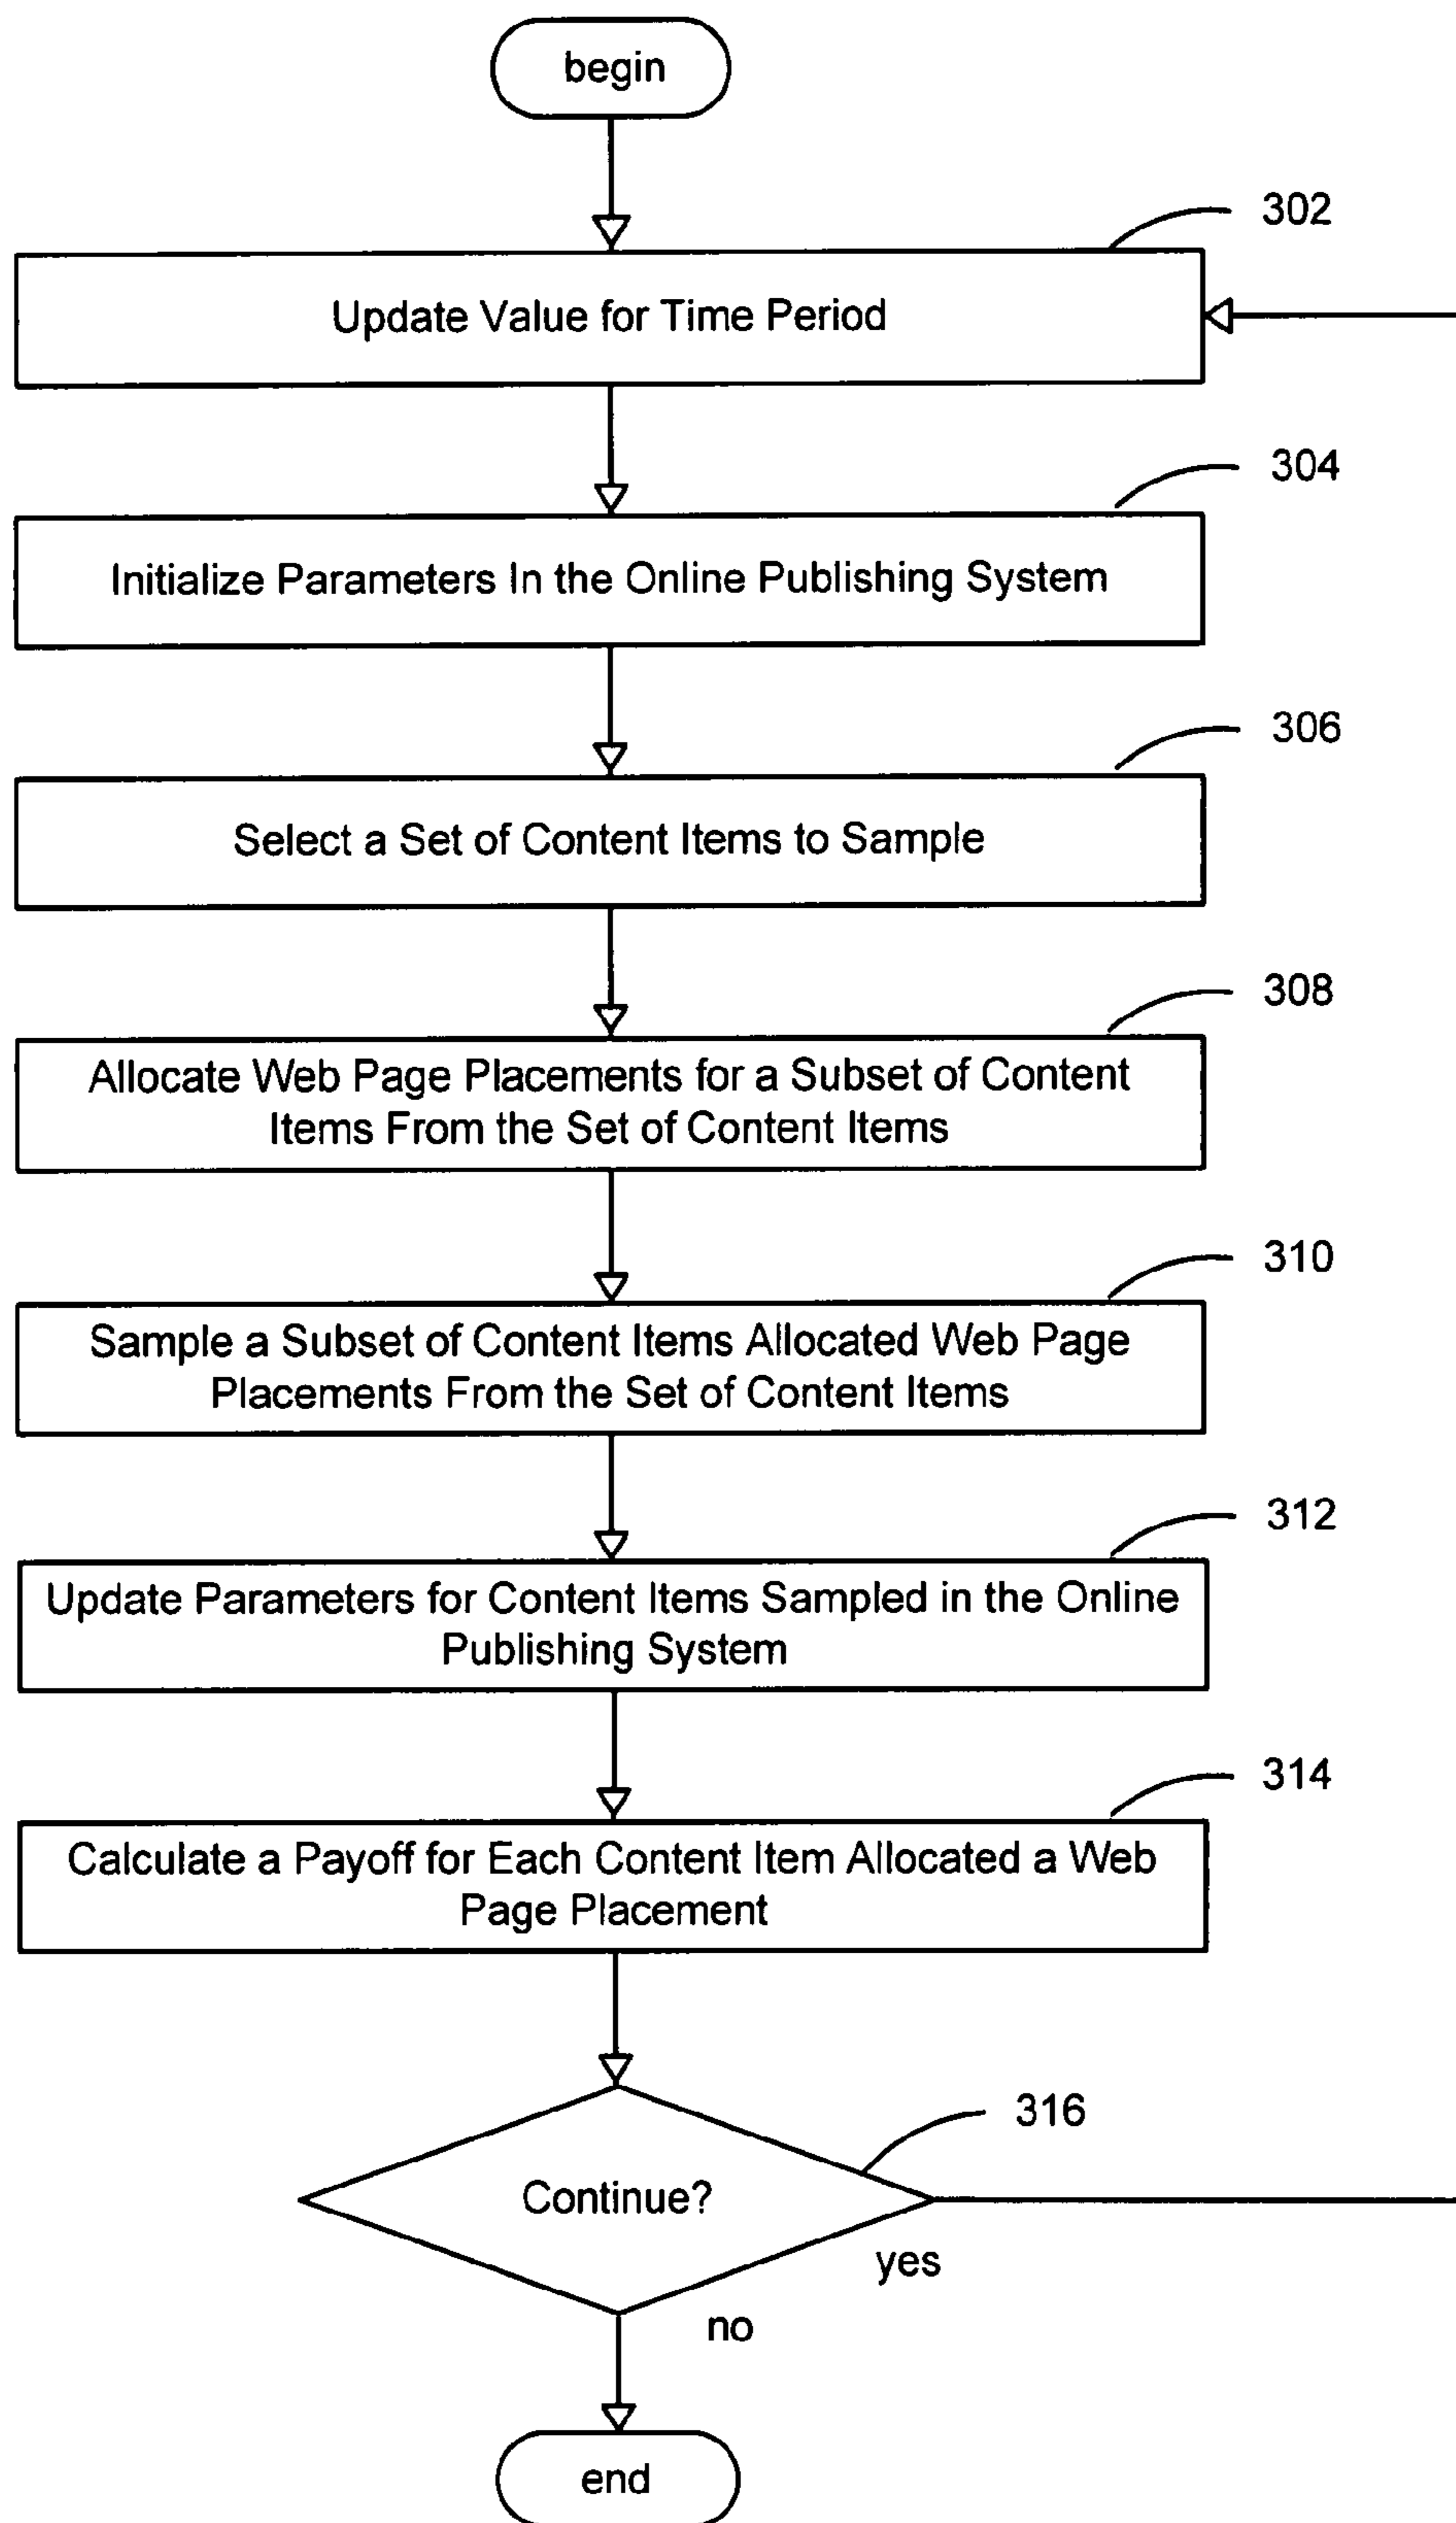 begin
302
Update Value for Time Period
304
Initialize Parameters In the Online Publishing System
306
Select a Set of Content Items to Sample
308
Allocate Web Page Placements for a Subset of Content
Items From the Set of Content Items
310
Sample a Subset of Content Items Allocated Web Page
Placements From the Set of Content Items
312
Update Parameters for Content Items Sampled in the Online
Publishing System
314
Calculate a Payoff for Each Content Item Allocated a Web
Page Placement
316
Continue?
yes
no
end